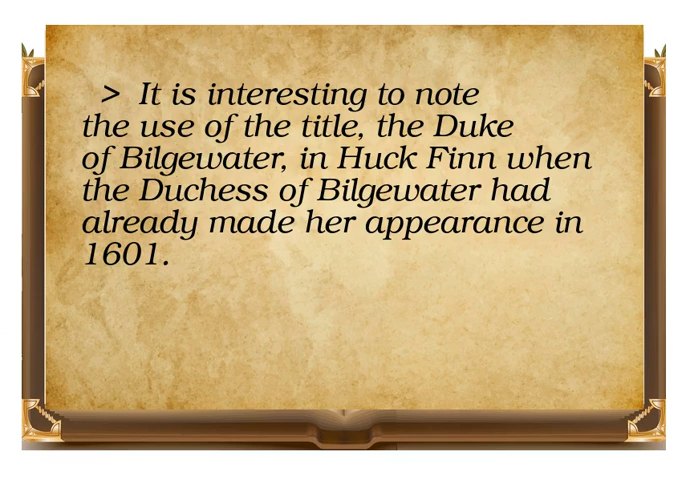 > It is interesting to note
the use of the title, the Duke
of Bilgewater, in Huck Finn when
the Duchess of Bilgewater had
already made her appearance in
1601.